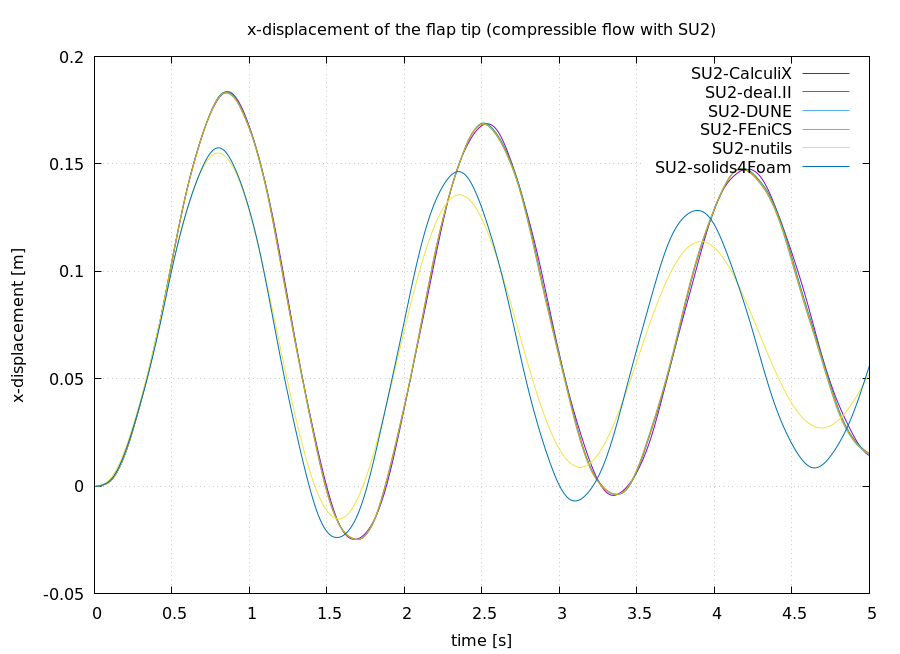 x-displacement of the flap tip (compressible flow with SU2)
0.2
0.15
0.1
0.05
0
-0.05
x-displacement [m]
SU2-CalculiX
SU2-deal.II
SU2-DUNE
SU2-FEniCS
SU2-nutils
SU2-solids4Foam
0 0.5 1 1.5 2 2.5 3 3.5 4 4.5 5
time [s]